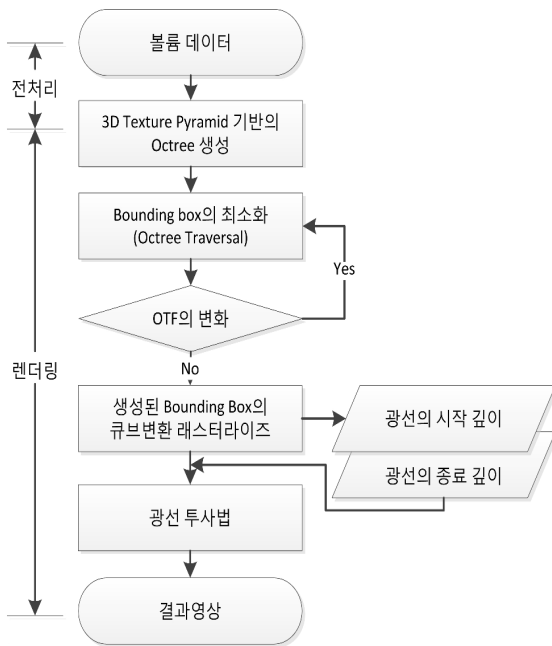 볼륨 데이터
전처리
3D Texture Pyramid 기반의
Octree 생성
Bounding box의 최소화
(Octree Traversal)
Yes
OTF의 변화
No
렌더링
생성된 Bounding Box의
큐브변환 래스터라이즈
광선의 시작 깊이
광선의 종료 깊이
광선 투사법
결과영상